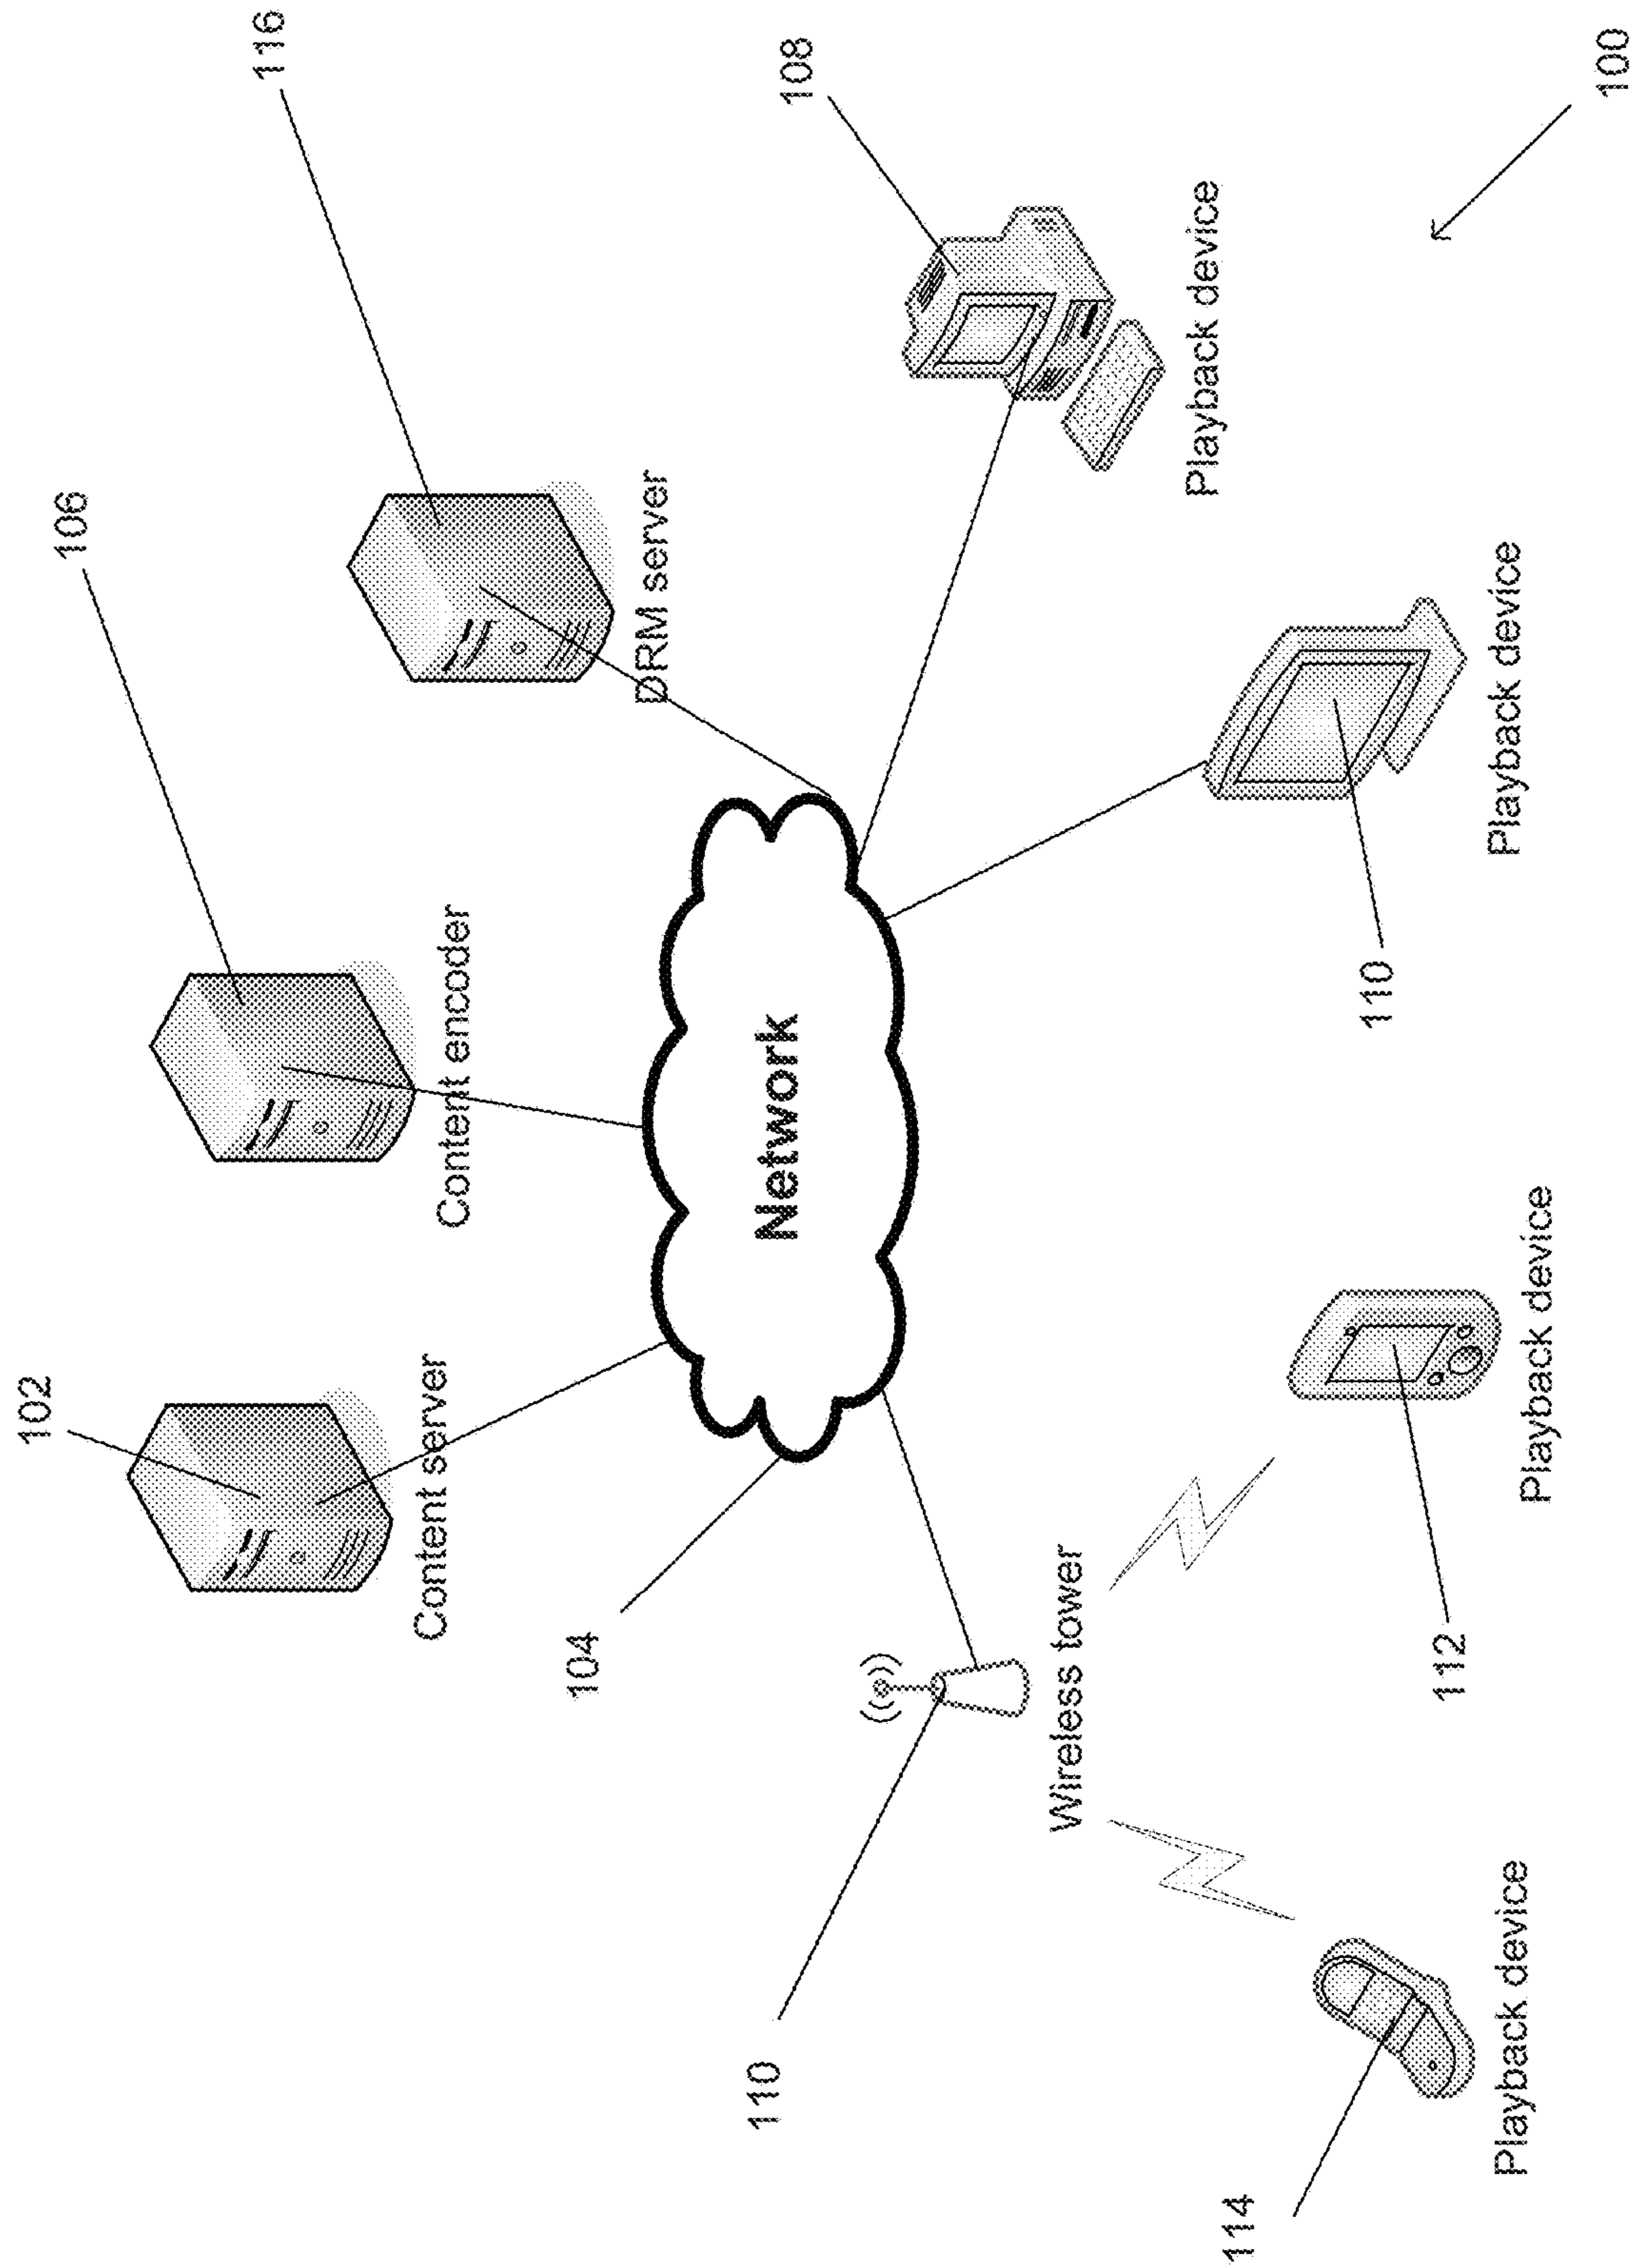 102
Content server
106
Content encoder
116
DRM server
104
Network
108
Playback device
110
Wireless tower
110
Playback device
112
Playback device
114
Playback device
100